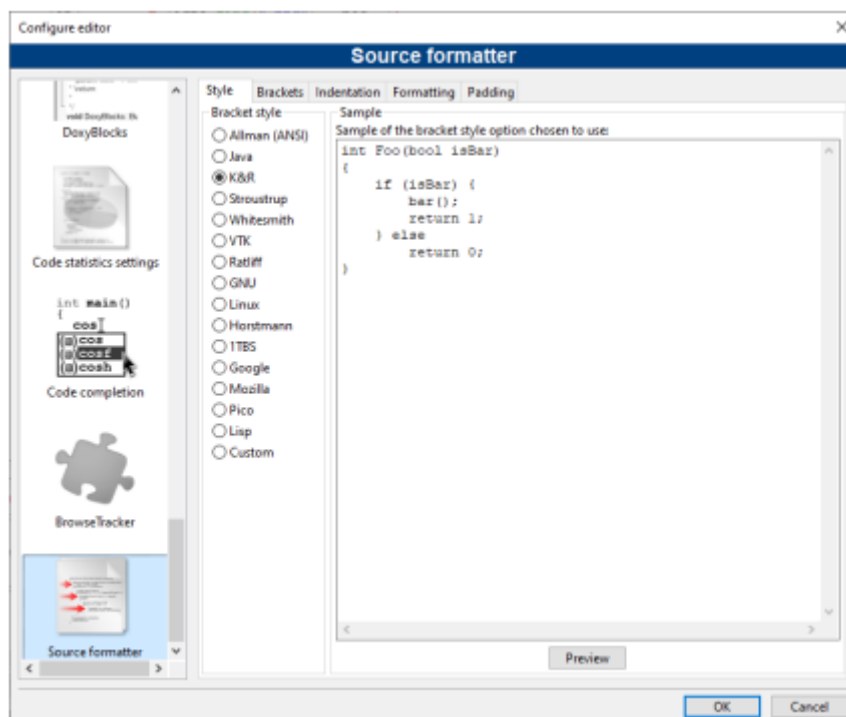 Configure editor
Source formatter
DoxyBlocks
Code statistics settings
int main()
{
cos
(m)cos
(m)cosf
(m)cosh
Code completion
BrowseTracker
Source formatter
Style
Brackets
Indentation
Formatting
Padding
Bracket style
Allman (ANSI)
Java
K&R
Stroustrup
Whitesmith
VTK
Ratliff
GNU
Linux
Horstmann
1TBS
Google
Mozilla
Pico
Lisp
Custom
Sample
Sample of the bracket style option chosen to use:
int Foo(bool isBar)
{
if (isBar) {
bar();
return 1;
} else
return 0;
}
Preview
OK
Cancel